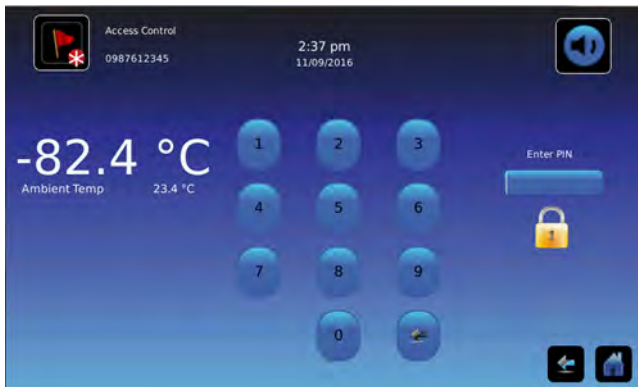 Access Control
0987612345
2:37 pm
11/09/2016
-82.4 °C
Ambient Temp 23.4 °C
1 2 3
4 5 6
7 8 9
0
Enter PIN
1